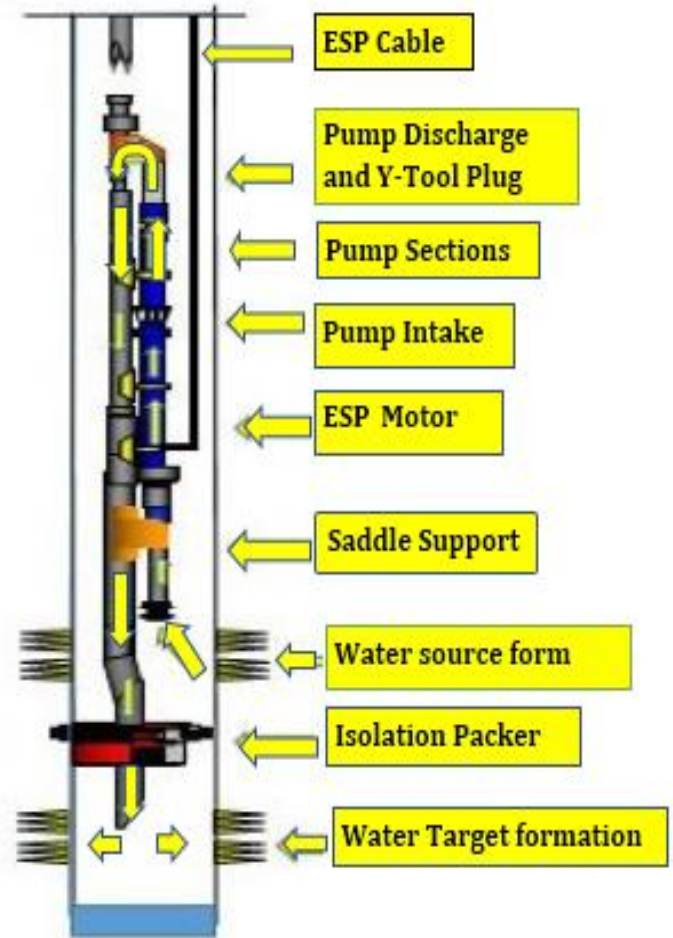 ESP Cable
Pump Discharge
and Y-Tool Plug
Pump Sections
Pump Intake
ESP Motor
Saddle Support
Water source form
Isolation Packer
Water Target formation